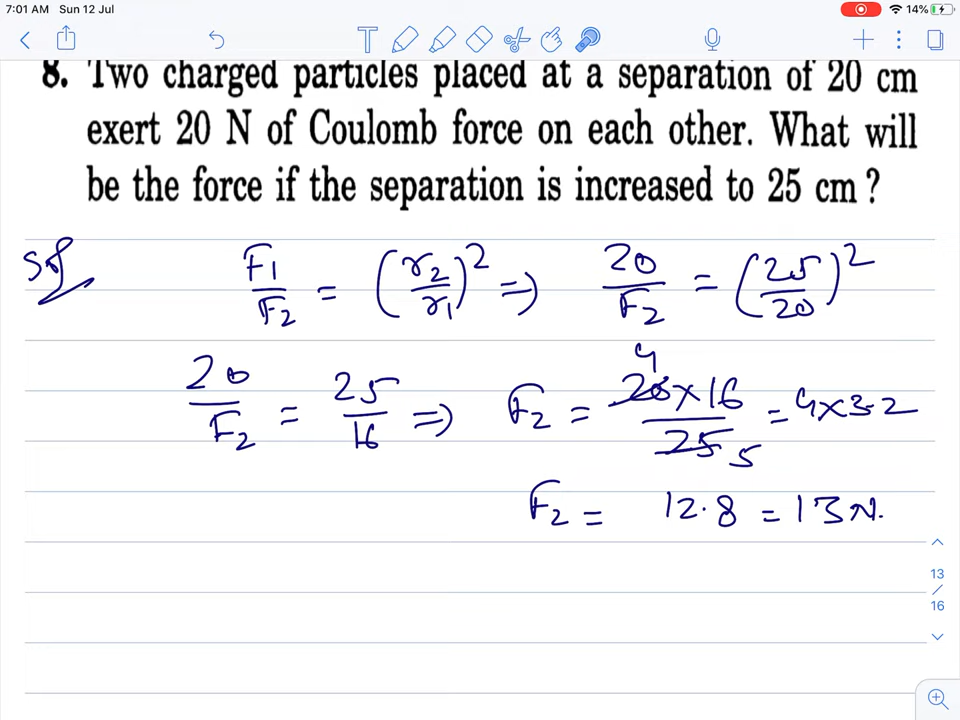 7:01 AM Sun 12 Jul 14%
8. Two charged particles placed at a separation of 20 cm
exert 20 N of Coulomb force on each other. What will
be the force if the separation is increased to 25 cm ?
Sol
F1/F2 = (r2/r1)^2 => 20/F2 = (25/20)^2
20/F2 = 25/16 => F2 = 20 4 x 16 / 25 5 = 4 x 3.2
F2 = 12.8 = 13 N.
13
/
16